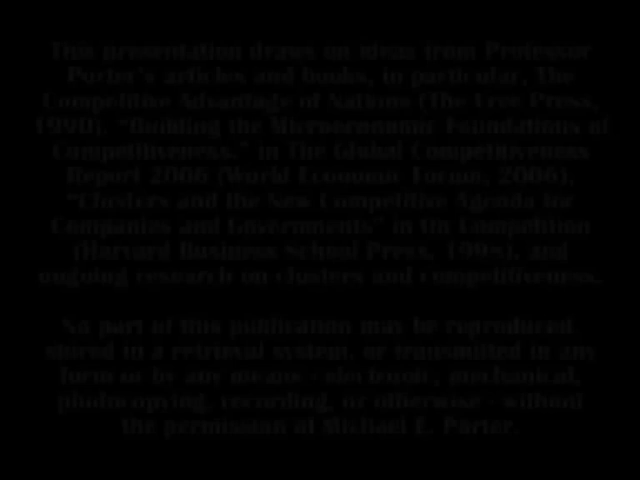 This presentation draws on ideas from Professor
Porter's articles and books, in particular, The
Competitive Advantage of Nations (The Free Press,
1990), "Building the Microeconomic Foundations of
Competitiveness," in The Global Competitiveness
Report 2006 (World Economic Forum, 2006),
"Clusters and the New Competitive Agenda for
Companies and Governments" in On Competition
(Harvard Business School Press, 1998), and
ongoing research on clusters and competitiveness.
No part of this publication may be reproduced,
stored in a retrieval system, or transmitted in any
form or by any means - electronic, mechanical,
photocopying, recording, or otherwise - without
the permission of Michael E. Porter.